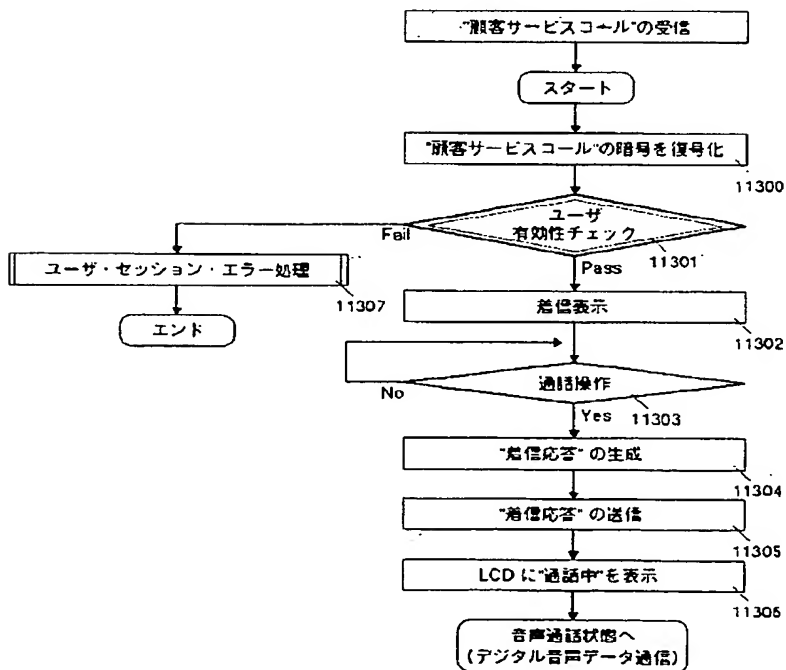 "顧客サービスコール"の受信
スタート
"顧客サービスコール"の暗号を復号化
11300
ユーザ
有効性チェック
Fail
11301
Pass
ユーザ・セッション・エラー処理
11307
エンド
着信表示
11302
通話操作
No
11303
Yes
"着信応答" の生成
11304
"着信応答" の送信
11305
LCD に"通話中"を表示
11306
音声通話状態へ
(デジタル音声データ通信)